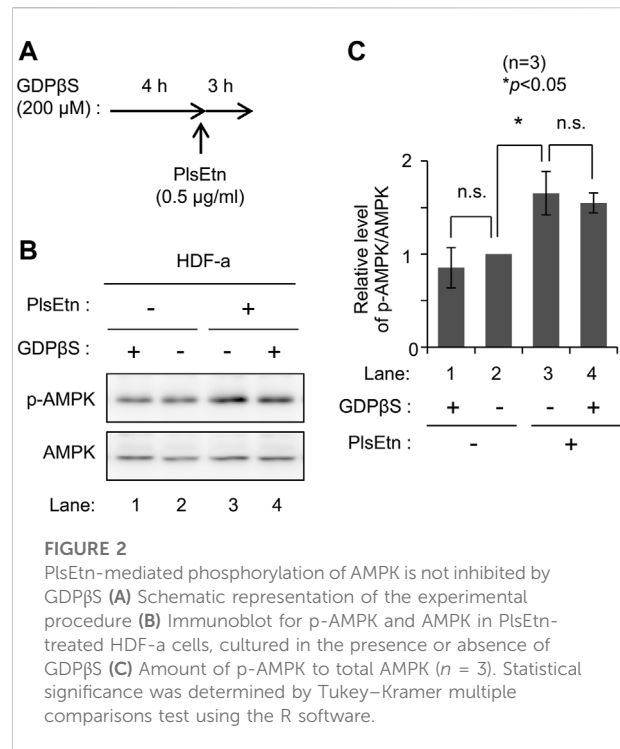 A
GDPβS
(200 µM) :
4 h
3 h
PlsEtn
(0.5 µg/ml)
B
HDF-a
PlsEtn :
-
+
GDPβS :
+
-
-
+
p-AMPK
AMPK
Lane:
1
2
3
4
C
(n=3)
*p<0.05
*
n.s.
n.s.
2
1
0
Relative level
of p-AMPK/AMPK
Lane:
1
2
3
4
GDPβS :
+
-
-
+
PlsEtn :
-
+
FIGURE 2
PlsEtn-mediated phosphorylation of AMPK is not inhibited by
GDPβS (A) Schematic representation of the experimental
procedure (B) Immunoblot for p-AMPK and AMPK in PlsEtn-
treated HDF-a cells, cultured in the presence or absence of
GDPβS (C) Amount of p-AMPK to total AMPK (n = 3). Statistical
significance was determined by Tukey–Kramer multiple
comparisons test using the R software.